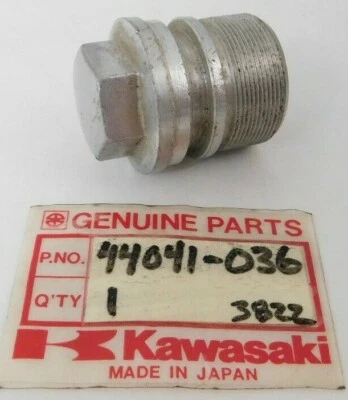 GENUINE PARTS
P.NO. 44041-036
Q'TY 1 3822
Kawasaki
MADE IN JAPAN